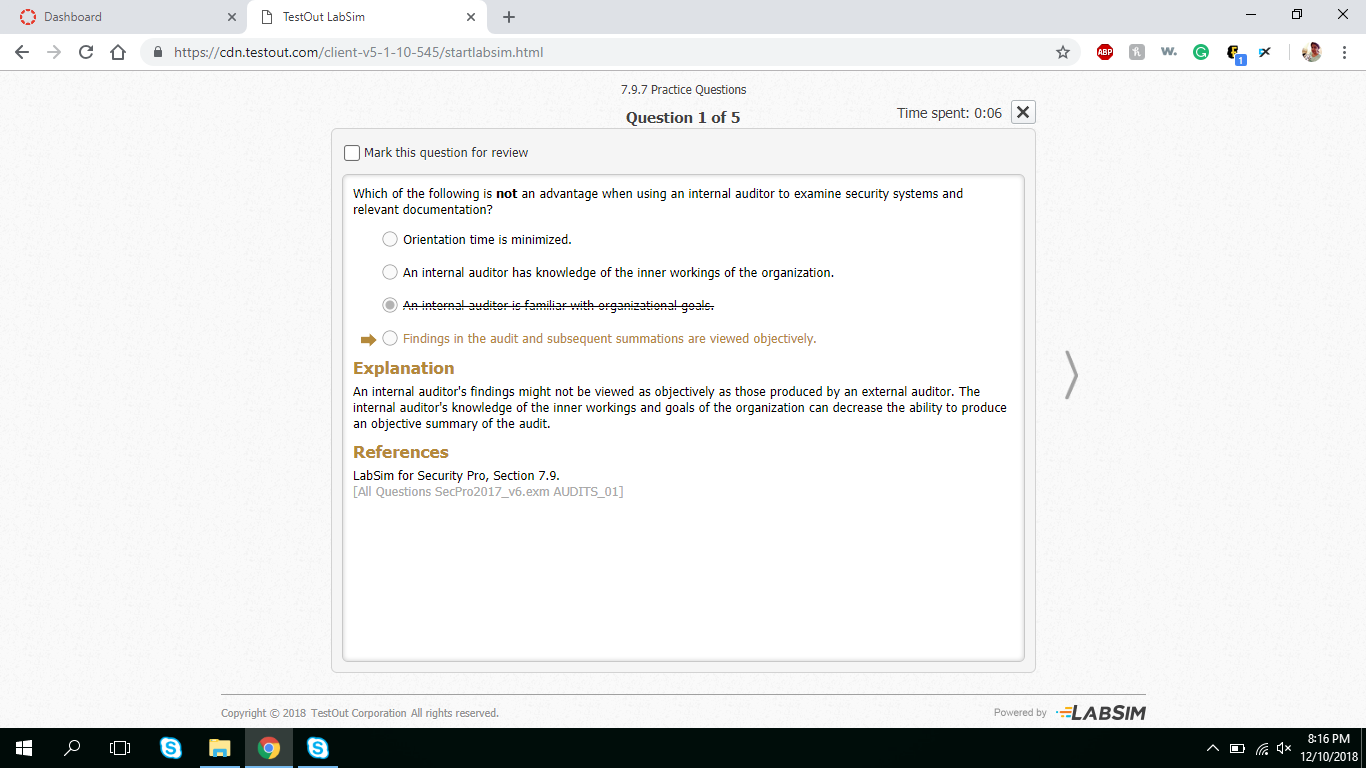 Dashboard
TestOut LabSim
https://cdn.testout.com/client-v5-1-10-545/startlabsim.html
ABP
w.
1
7.9.7 Practice Questions
Question 1 of 5
Time spent: 0:06
Mark this question for review
Which of the following is not an advantage when using an internal auditor to examine security systems and
relevant documentation?
Orientation time is minimized.
An internal auditor has knowledge of the inner workings of the organization.
An internal auditor is familiar with organizational goals.
Findings in the audit and subsequent summations are viewed objectively.
Explanation
An internal auditor's findings might not be viewed as objectively as those produced by an external auditor. The
internal auditor's knowledge of the inner workings and goals of the organization can decrease the ability to produce
an objective summary of the audit.
References
LabSim for Security Pro, Section 7.9.
[All Questions SecPro2017_v6.exm AUDITS_01]
Copyright © 2018 TestOut Corporation All rights reserved.
Powered by LABSIM
8:16 PM
12/10/2018